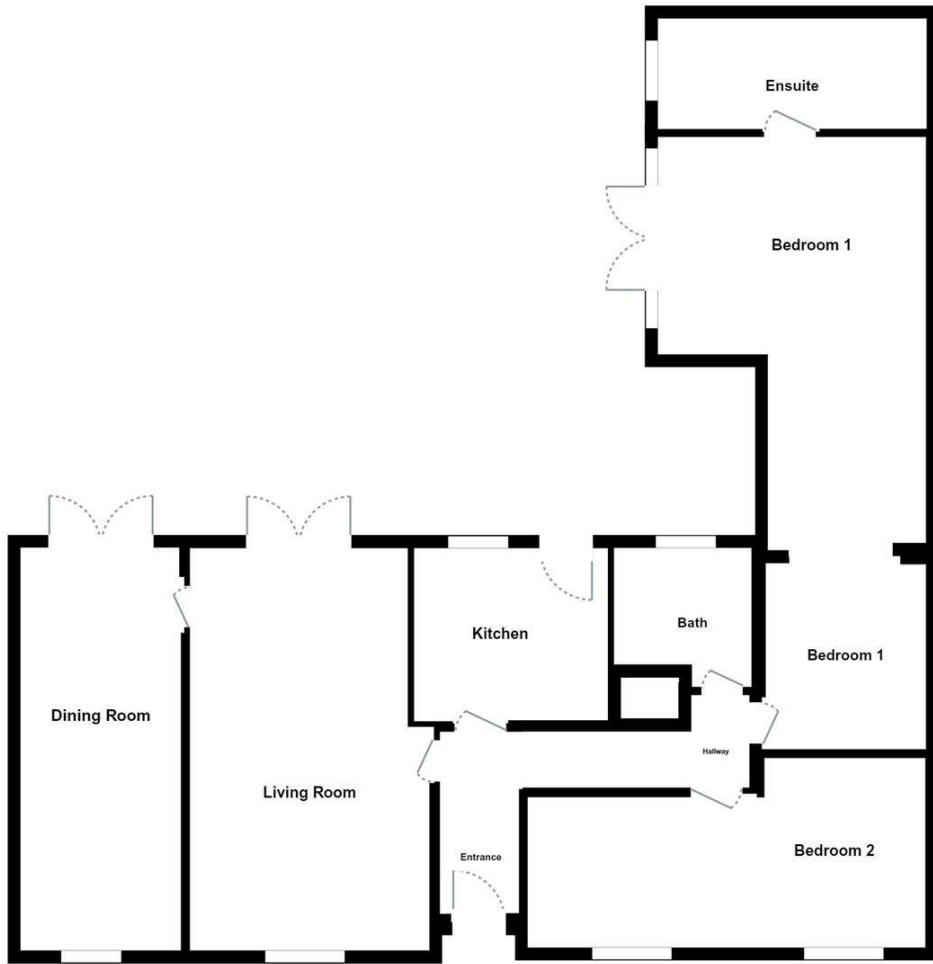 Ensuite
Bedroom 1
Kitchen
Bath
Bedroom 1
Dining Room
Living Room
Hallway
Entrance
Bedroom 2